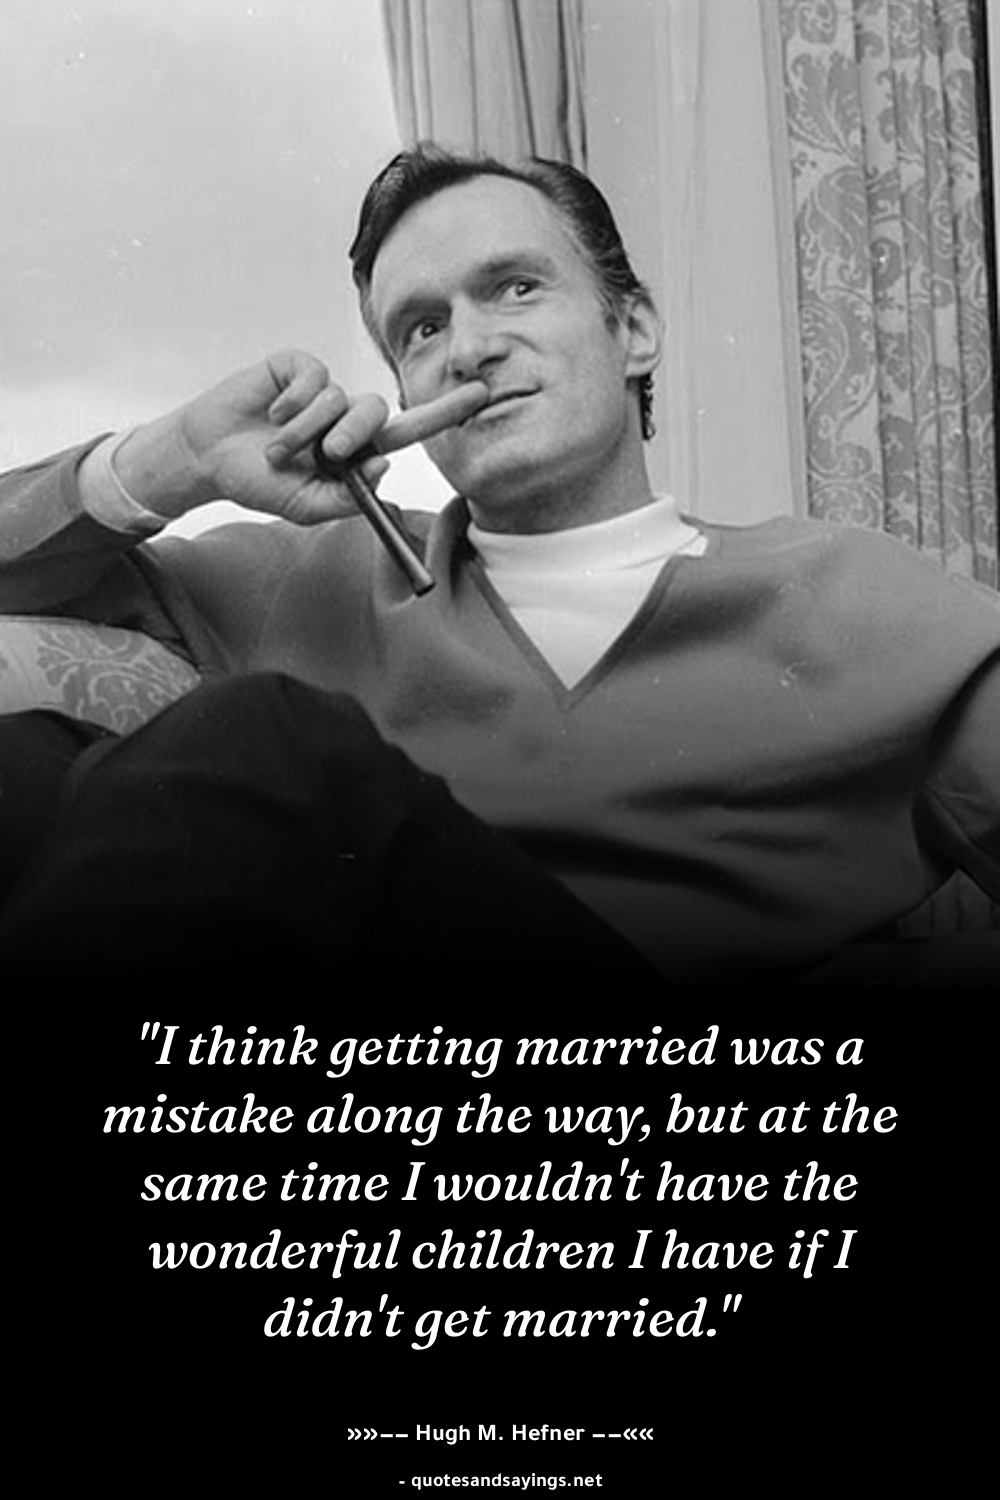 "I think getting married was a
mistake along the way, but at the
same time I wouldn't have the
wonderful children I have if I
didn't get married."
»»–– Hugh M. Hefner ––««
- quotesandsayings.net